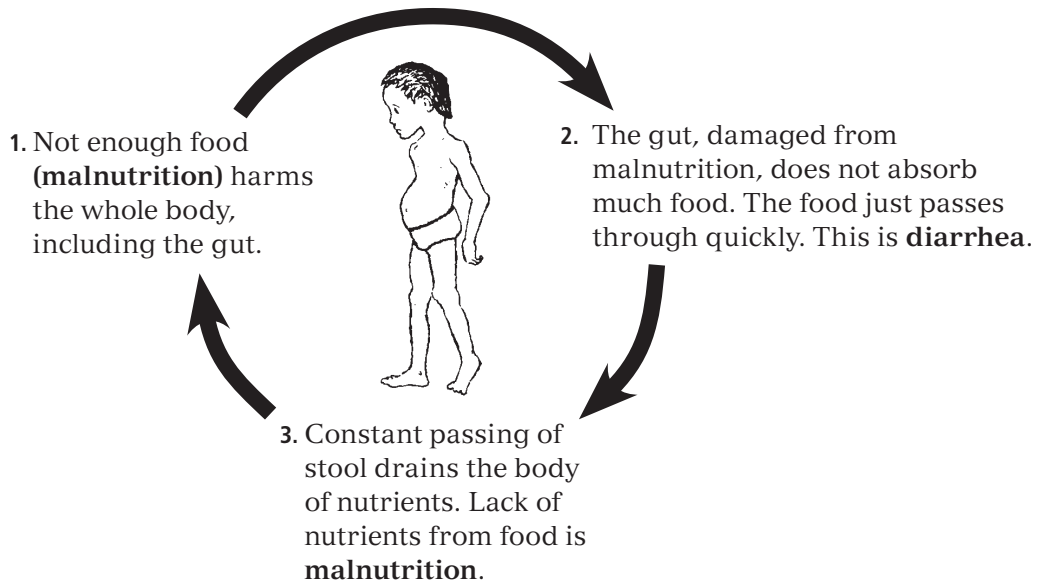 1. Not enough food
(malnutrition) harms
the whole body,
including the gut.
2. The gut, damaged from
malnutrition, does not absorb
much food. The food just passes
through quickly. This is diarrhea.
3. Constant passing of
stool drains the body
of nutrients. Lack of
nutrients from food is
malnutrition.